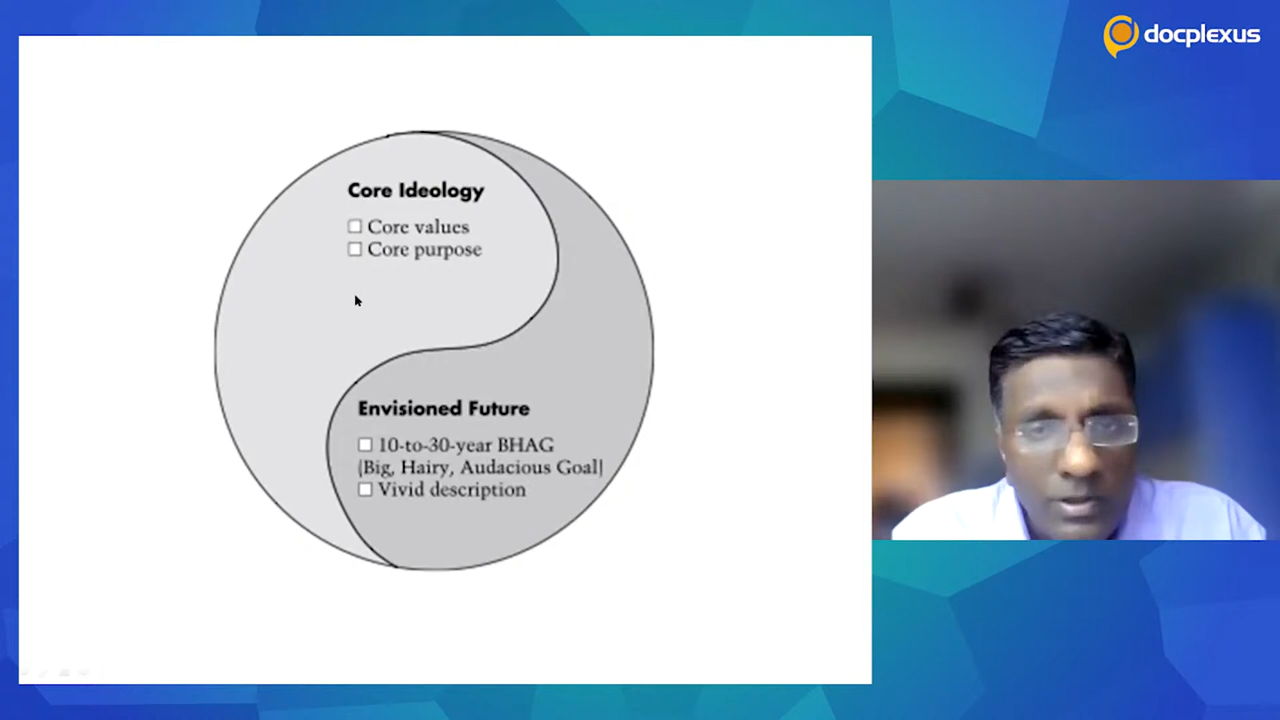 docplexus
Core Ideology
Core values
Core purpose
Envisioned Future
10-to-30-year BHAG
(Big, Hairy, Audacious Goal)
Vivid description